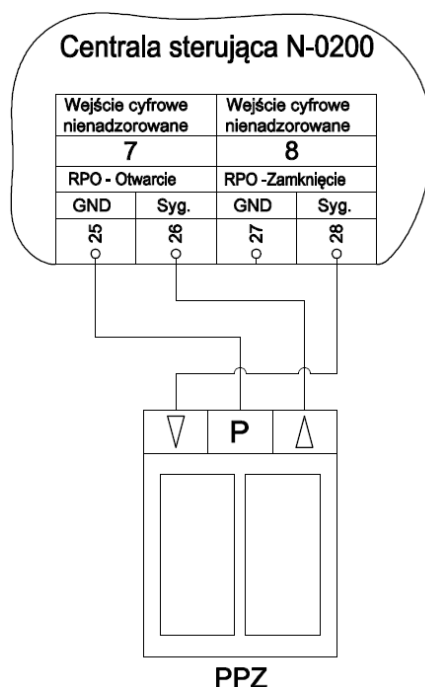 Centrala sterująca N-0200
Wejście cyfrowe nienadzorowane
Wejście cyfrowe nienadzorowane
7
8
RPO - Otwarcie
RPO -Zamknięcie
GND
Syg.
GND
Syg.
25
26
27
28
P
PPZ